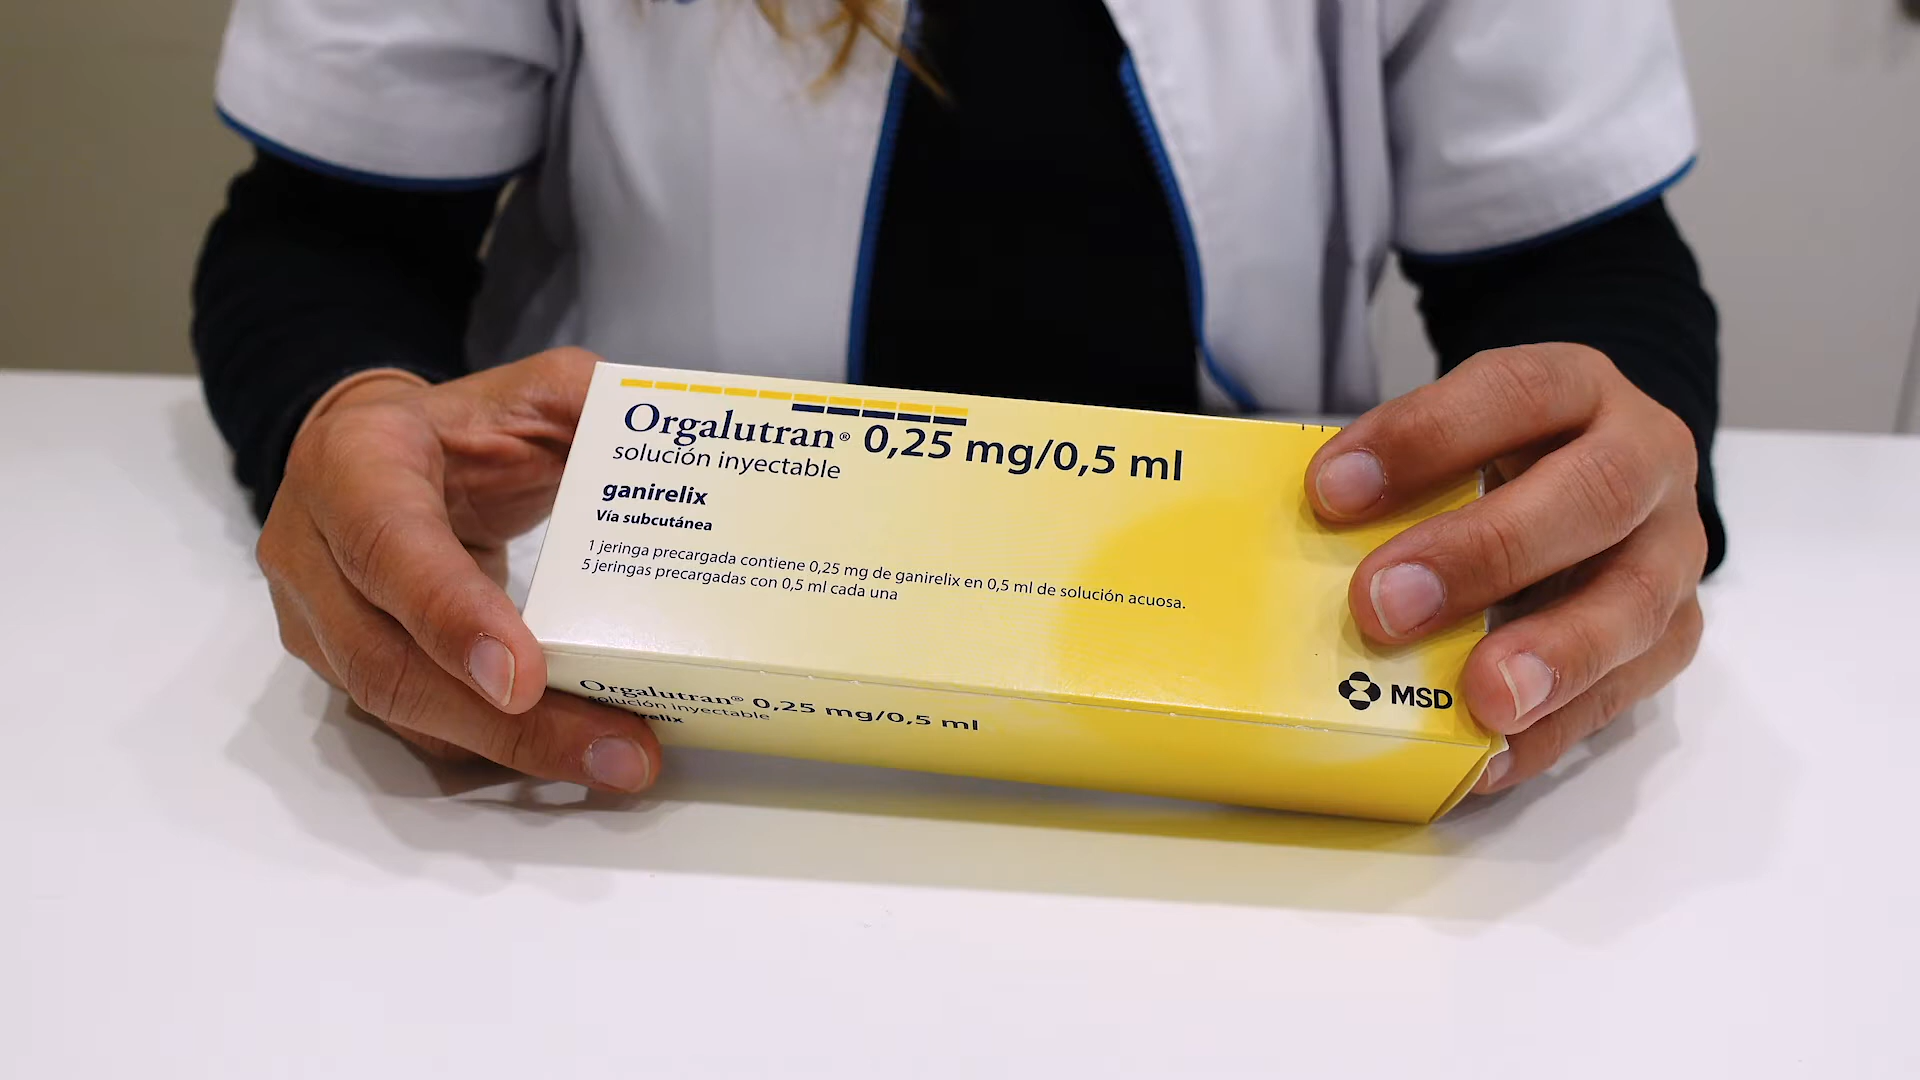 Orgalutran® 0,25 mg/0,5 ml
solución inyectable
ganirelix
Vía subcutánea
1 jeringa precargada contiene 0,25 mg de ganirelix en 0,5 ml de solución acuosa.
5 jeringas precargadas con 0,5 ml cada una
MSD
Orgalutran® 0,25 mg/0,5 ml
solución inyectable